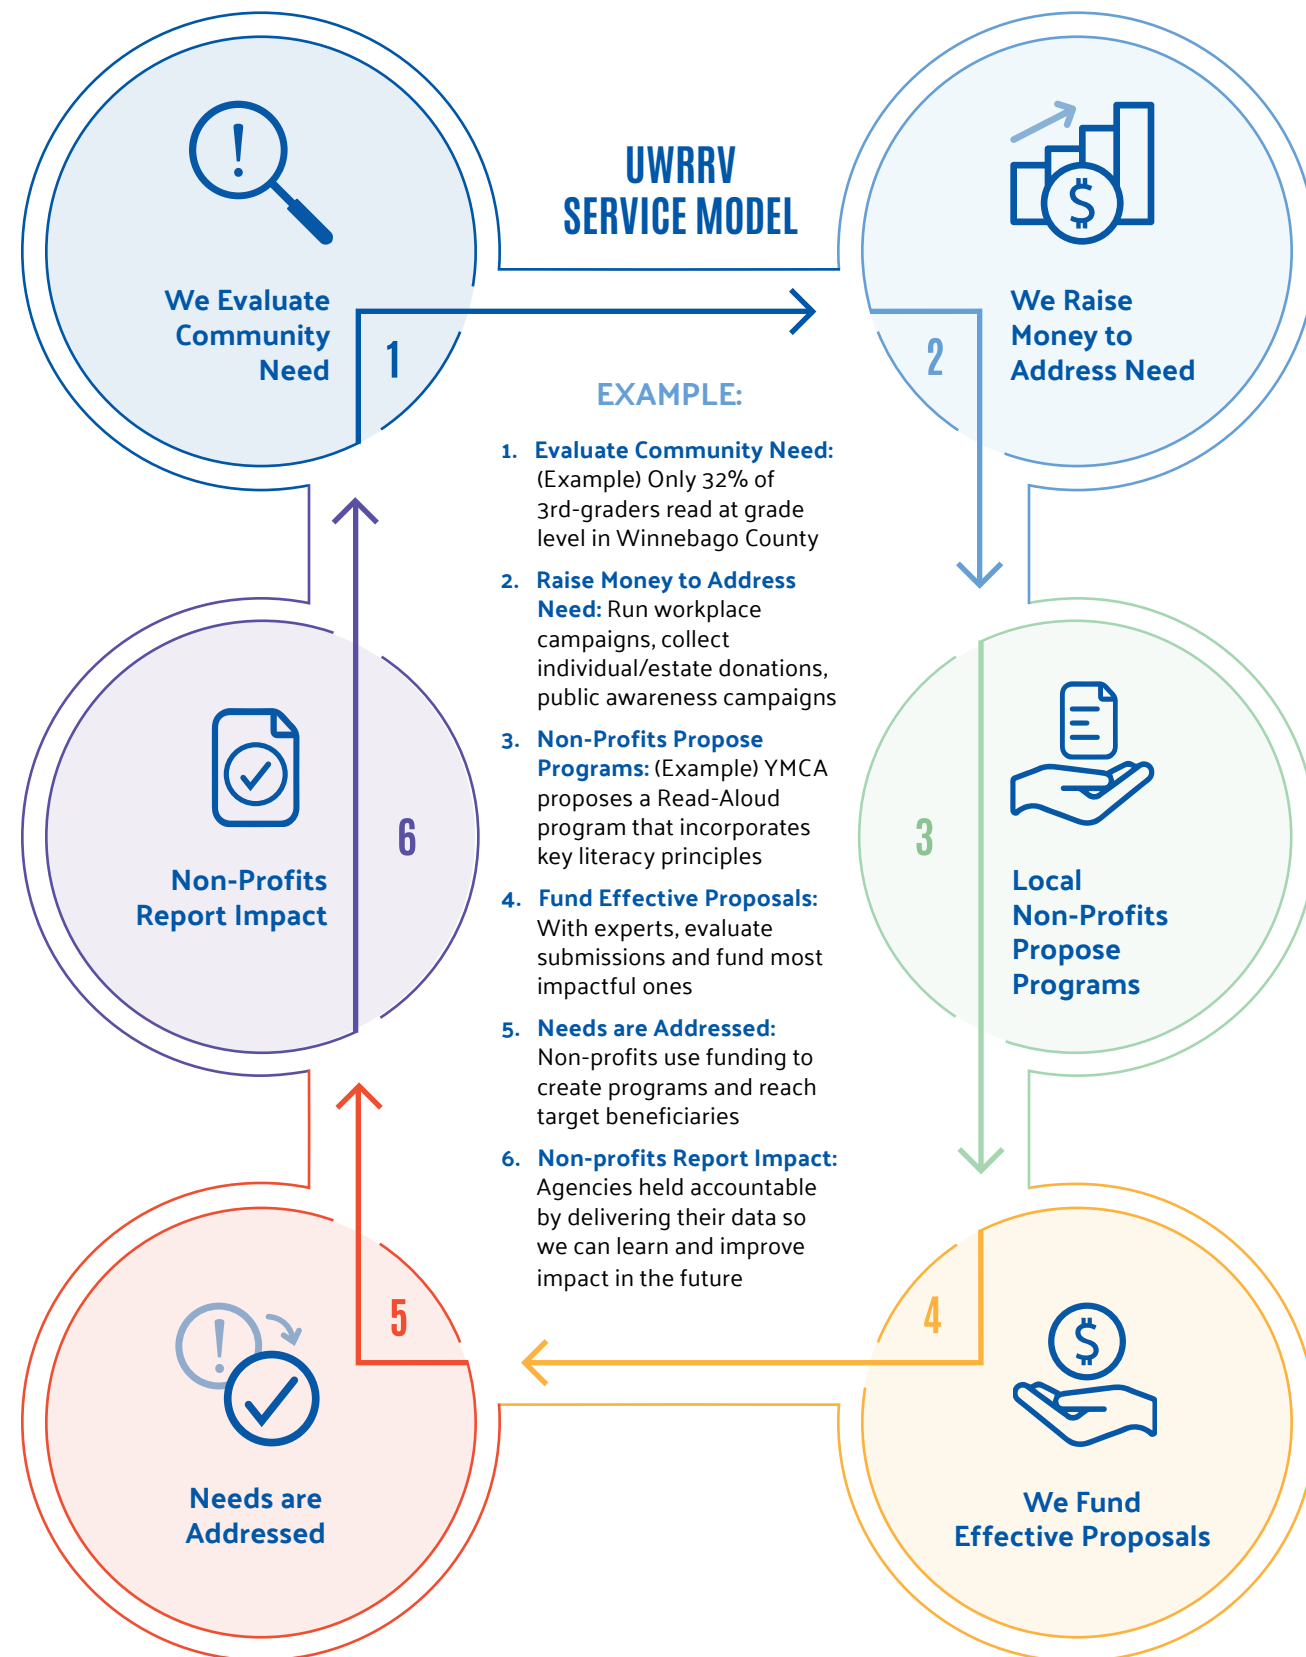 UWRRV
SERVICE MODEL
We Evaluate
Community
Need
1
We Raise
Money to
Address Need
2
EXAMPLE:
1. Evaluate Community Need:
(Example) Only 32% of
3rd-graders read at grade
level in Winnebago County
2. Raise Money to Address
Need: Run workplace
campaigns, collect
individual/estate donations,
public awareness campaigns
3. Non-Profits Propose
Programs: (Example) YMCA
proposes a Read-Aloud
program that incorporates
key literacy principles
4. Fund Effective Proposals:
With experts, evaluate
submissions and fund most
impactful ones
5. Needs are Addressed:
Non-profits use funding to
create programs and reach
target beneficiaries
6. Non-profits Report Impact:
Agencies held accountable
by delivering their data so
we can learn and improve
impact in the future
3
Local
Non-Profits
Propose
Programs
4
We Fund
Effective Proposals
5
Needs are
Addressed
6
Non-Profits
Report Impact